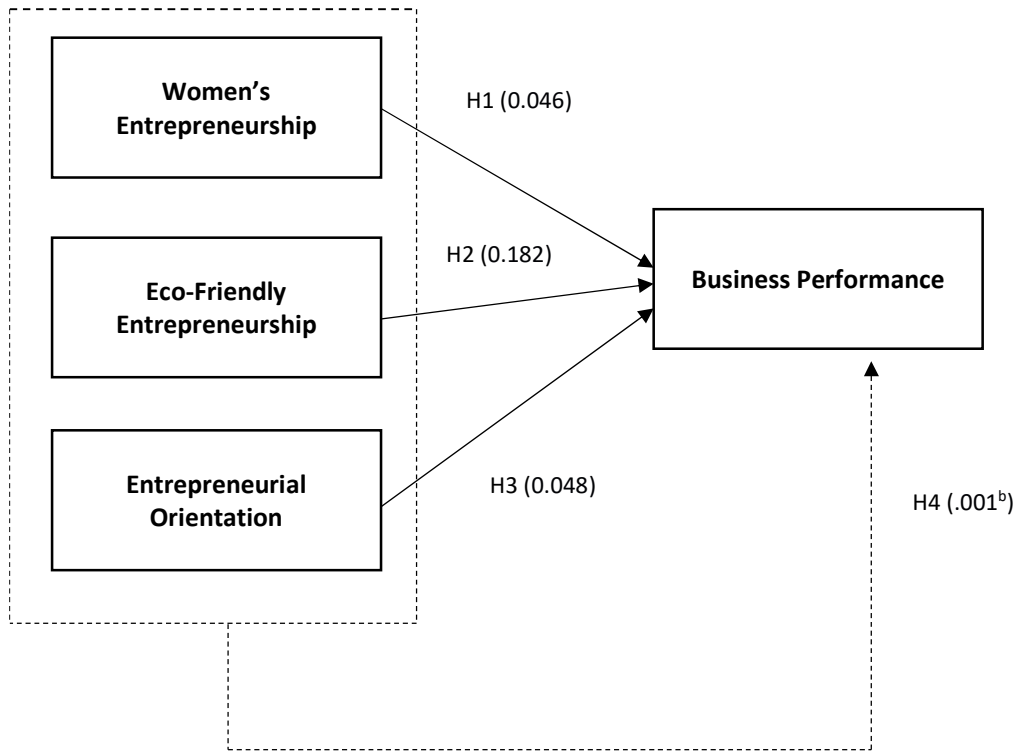 Women’s
Entrepreneurship
H1 (0.046)
Eco-Friendly
Entrepreneurship
H2 (0.182)
Business Performance
Entrepreneurial
Orientation
H3 (0.048)
H4 (.001ᵇ)